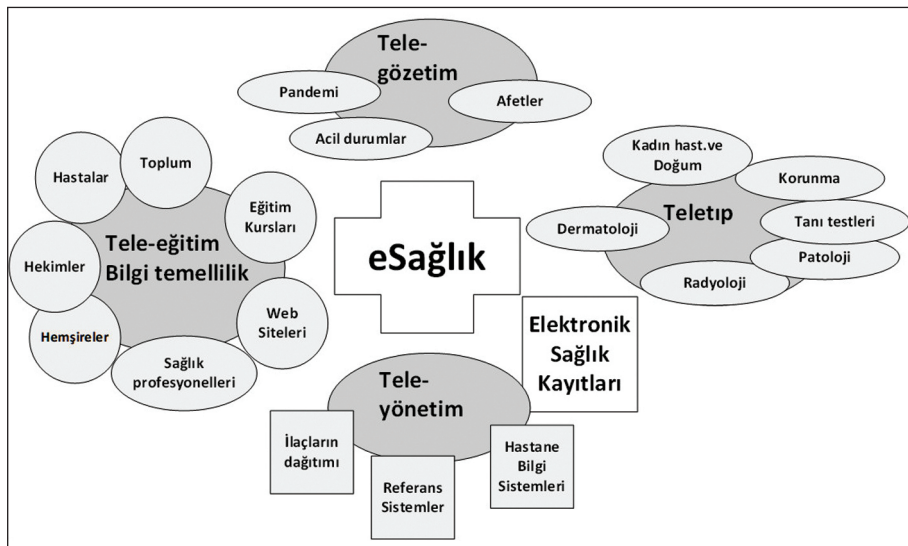 Tele-
gözetim
Pandemi
Afetler
Acil durumlar
Toplum
Hastalar
Eğitim
Kursları
Tele-eğitim
Bilgi temellilik
Hekimler
Web
Siteleri
Hemşireler
Sağlık
profesyonelleri
eSağlık
Kadın hast.ve
Doğum
Korunma
Teletıp
Tanı testleri
Dermatoloji
Patoloji
Radyoloji
Elektronik
Sağlık
Kayıtları
Tele-
yönetim
İlaçların
dağıtımı
Referans
Sistemler
Hastane
Bilgi
Sistemleri